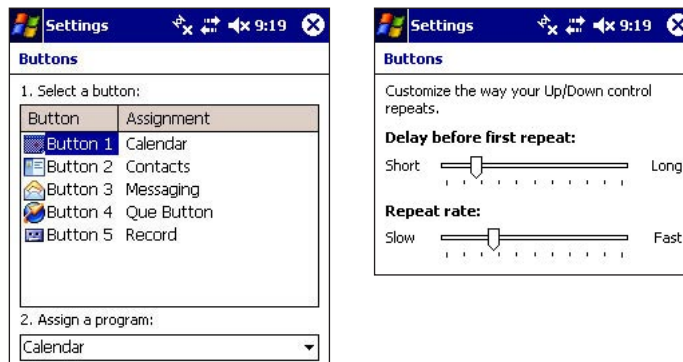 Settings 9:19
Buttons
1. Select a button:
Button Assignment
Button 1 Calendar
Button 2 Contacts
Button 3 Messaging
Button 4 Que Button
Button 5 Record
2. Assign a program:
Calendar
Settings 9:19
Buttons
Customize the way your Up/Down control
repeats.
Delay before first repeat:
Short Long
Repeat rate:
Slow Fast